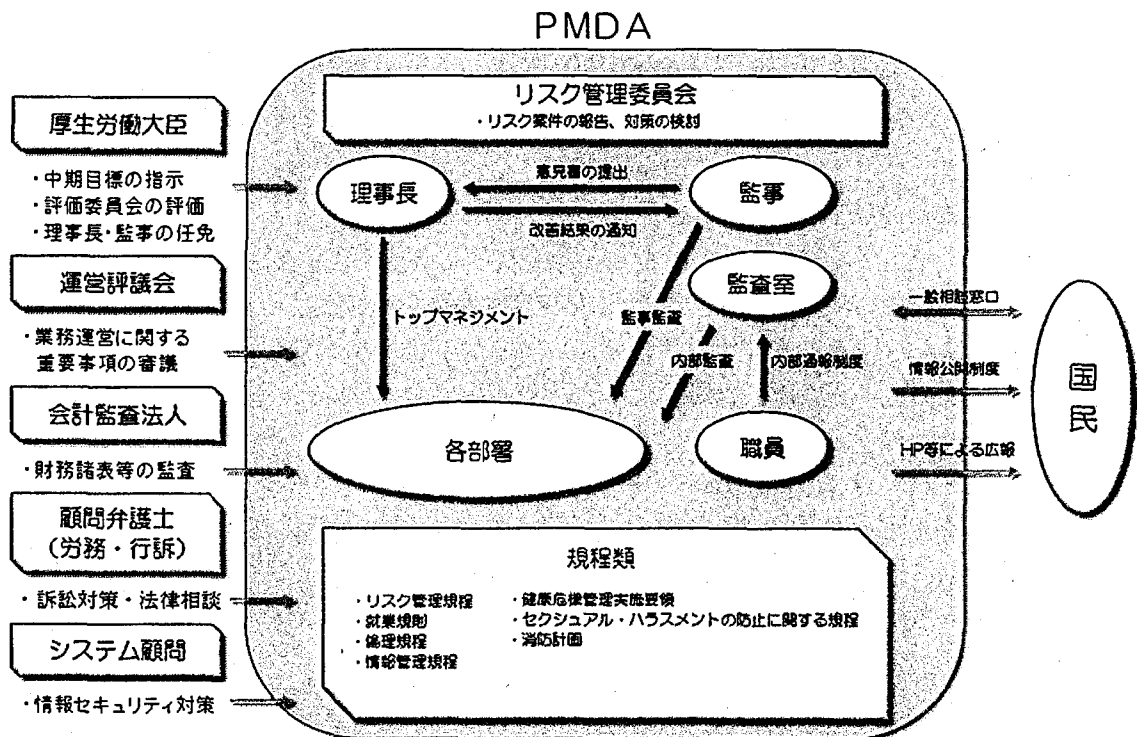 PMDA
厚生労働大臣
・中期目標の指示
・評価委員会の評価
・理事長・監事の任免
運営評議会
・業務運営に関する
重要事項の審議
会計監査法人
・財務諸表等の監査
顧問弁護士
(労務・行訴)
・訴訟対策・法律相談
システム顧問
・情報セキュリティ対策
リスク管理委員会
・リスク案件の報告、対策の検討
理事長
意見書の提出
監事
改善結果の通知
監査室
トップマネジメント
監事監査
内部監査
内部通報制度
各部署
職員
一般相談窓口
情報公開制度
HP等による広報
国民
規程類
・リスク管理規程
・就業規則
・倫理規程
・情報管理規程
・健康危機管理実施要領
・セクシュアル・ハラスメントの防止に関する規程
・消防計画